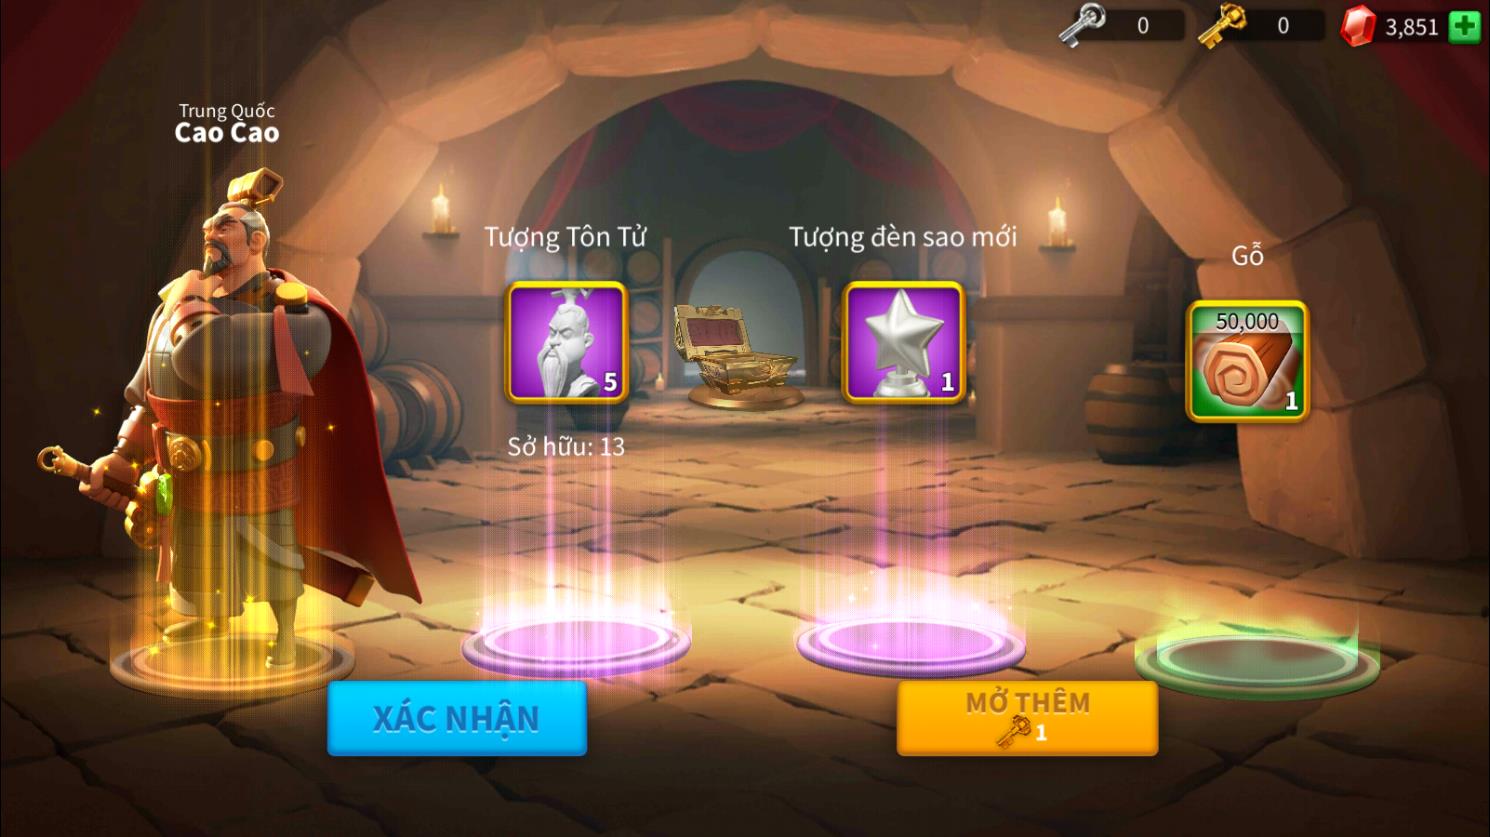 0
0
3,851
Trung Quốc
Cao Cao
Tượng Tôn Tử
5
Sở hữu: 13
Tượng đèn sao mới
1
Gỗ
50,000
1
XÁC NHẬN
MỞ THÊM
1